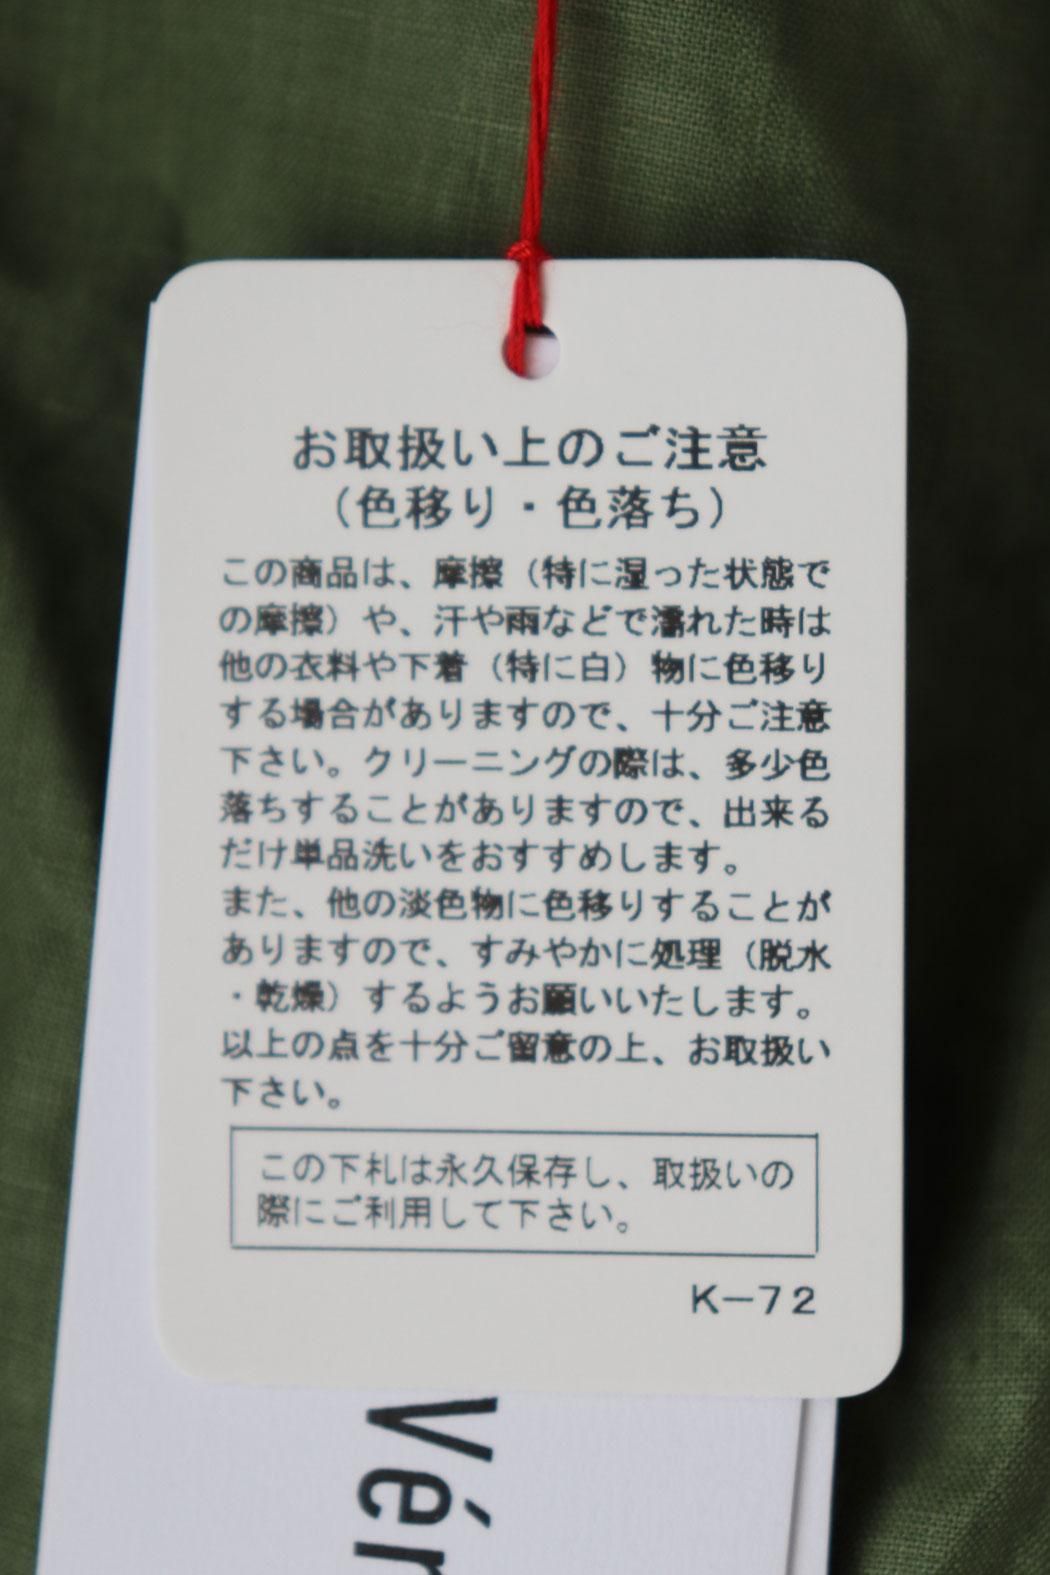 お取扱い上のご注意
（色移り・色落ち）
この商品は、摩擦（特に湿った状態で
の摩擦）や、汗や雨などで濡れた時は
他の衣料や下着（特に白）物に色移り
する場合がありますので、十分ご注意
下さい。クリーニングの際は、多少色
落ちすることがありますので、出来る
だけ単品洗いをおすすめします。
また、他の淡色物に色移りすることが
ありますので、すみやかに処理（脱水
・乾燥）するようお願いいたします。
以上の点を十分ご留意の上、お取扱い
下さい。
この下札は永久保存し、取扱いの
際にご利用して下さい。
K－72
Vér